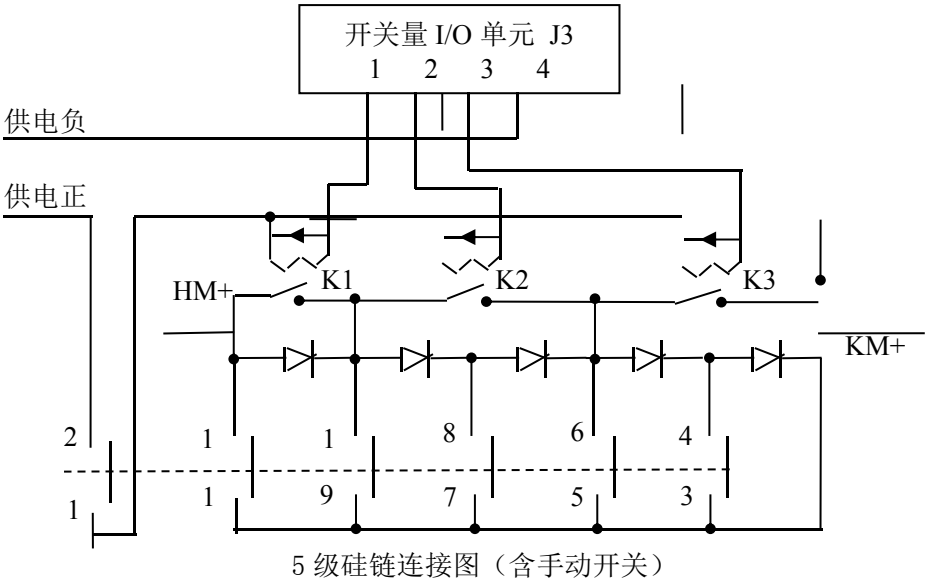 开关量 I/O 单元 J3
1 2 3 4
供电负
供电正
K1 K2 K3
HM+
KM+
2 1 1 8 6 4
1 1 9 7 5 3
5 级硅链连接图（含手动开关）